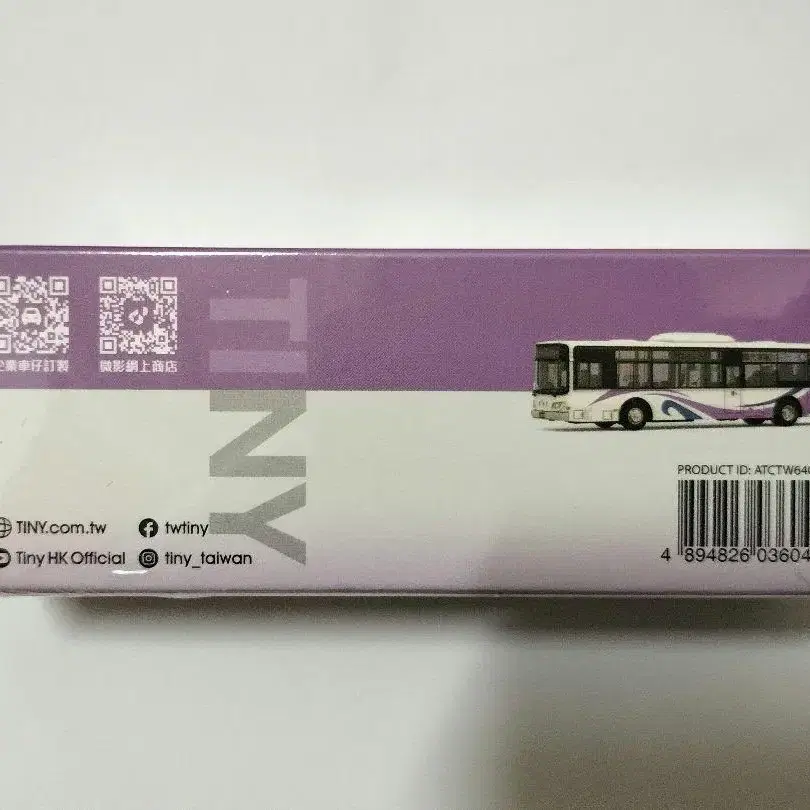 企業車仔訂製
微影網上商店
TINY
PRODUCT ID: ATCTW640
TINY.com.tw
twtiny
Tiny HK Official
tiny_taiwan
4 894826 03604